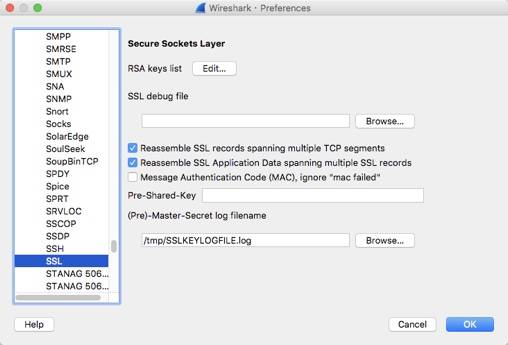 Wireshark · Preferences
SMPP
SMRSE
SMTP
SMUX
SNA
SNMP
Snort
Socks
SolarEdge
SoulSeek
SoupBinTCP
SPDY
Spice
SPRT
SRVLOC
SSCOP
SSDP
SSH
SSL
STANAG 506...
STANAG 506...
Secure Sockets Layer
RSA keys list Edit...
SSL debug file
Browse...
Reassemble SSL records spanning multiple TCP segments
Reassemble SSL Application Data spanning multiple SSL records
Message Authentication Code (MAC), ignore "mac failed"
Pre-Shared-Key
(Pre)-Master-Secret log filename
/tmp/SSLKEYLOGFILE.log Browse...
Help Cancel OK